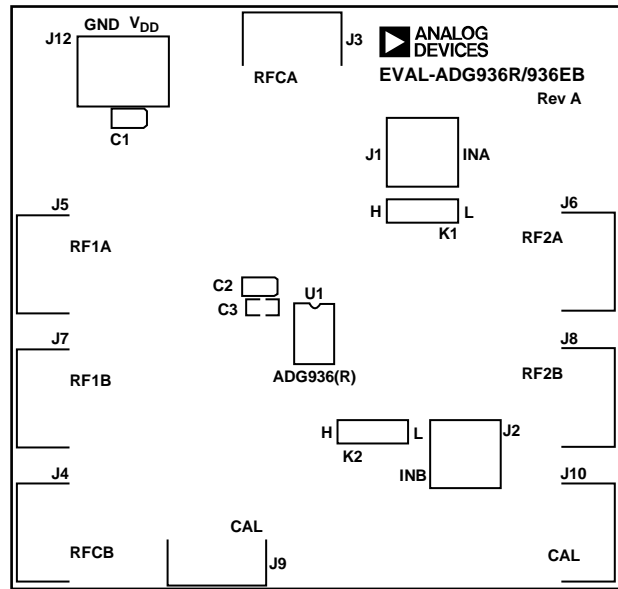 GND VDD
J12
J3
ANALOG
DEVICES
RFCA
EVAL-ADG936R/936EB
Rev A
C1
J1
INA
H
L
K1
J5
J6
RF1A
RF2A
C2
U1
C3
J7
J8
RF1B
ADG936(R)
RF2B
H
L
J2
K2
INB
J4
J10
CAL
RFCB
J9
CAL